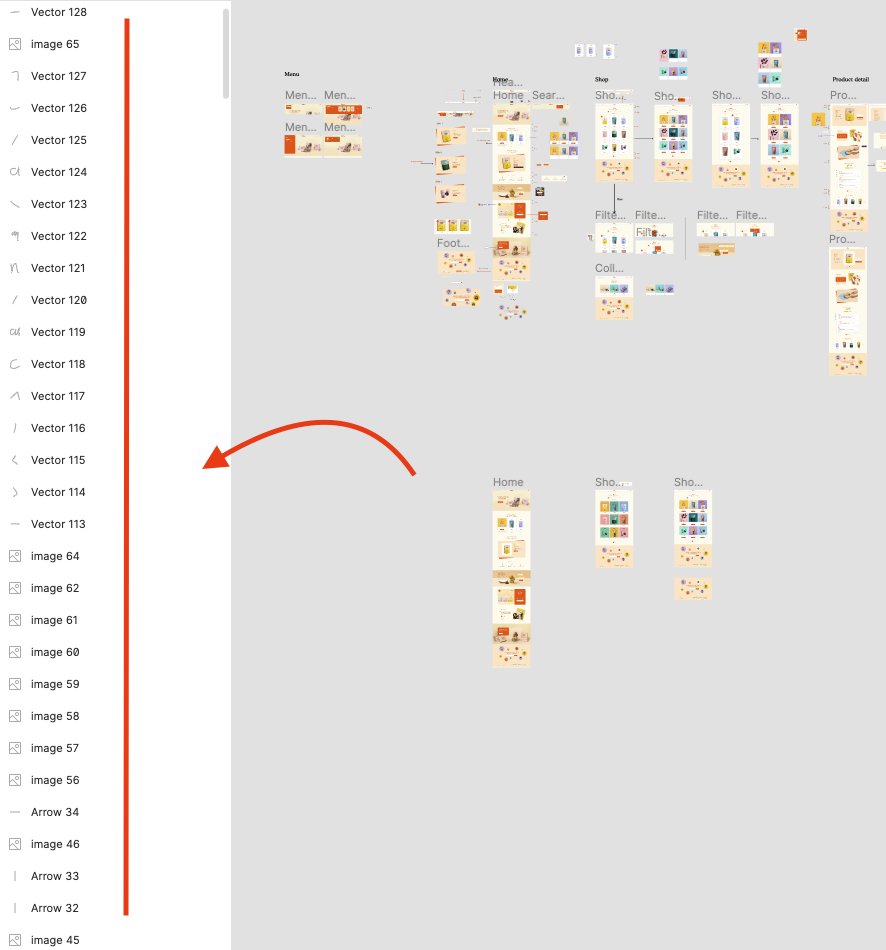 Vector 128
image 65
Vector 127
Vector 126
Vector 125
Vector 124
Vector 123
Vector 122
Vector 121
Vector 120
Vector 119
Vector 118
Vector 117
Vector 116
Vector 115
Vector 114
Vector 113
image 64
image 62
image 61
image 60
image 59
image 58
image 57
image 56
Arrow 34
image 46
Arrow 33
Arrow 32
image 45
Menu
Men... Men...
Men... Men...
Home
Hea...
Home Sear...
Foot...
Shop
Sho... Sho... Sho... Sho...
Filte... Filte... Filte... Filte...
Filt...
Coll...
Product detail
Pro...
Pro...
Home Sho... Sho...